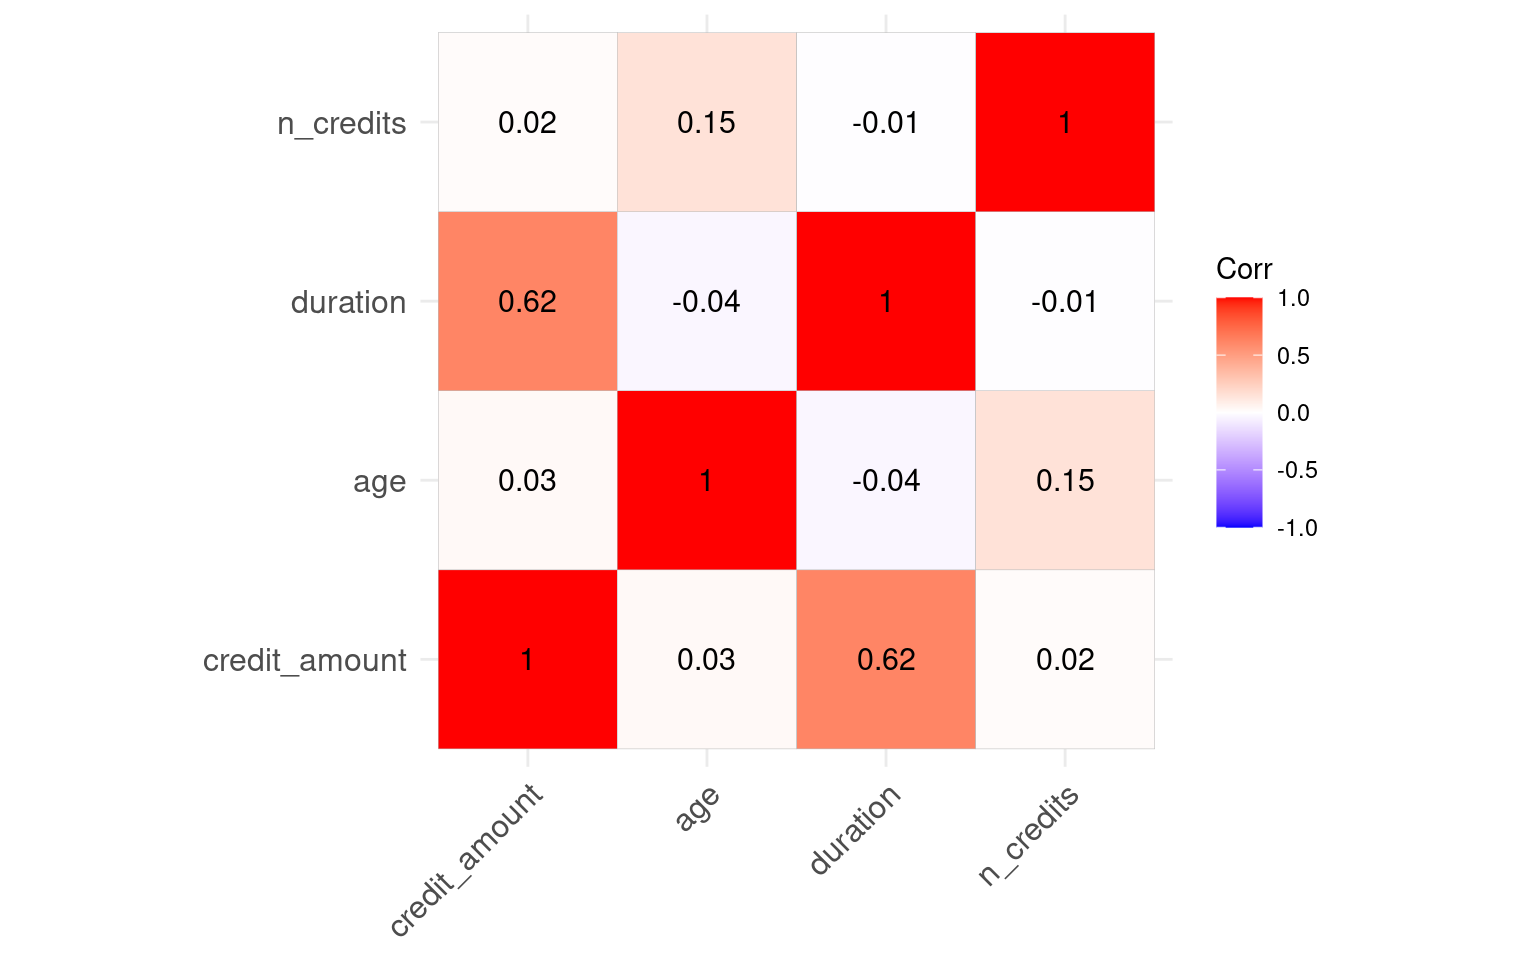 n_credits 0.02 0.15 -0.01 1
duration 0.62 -0.04 1 -0.01
age 0.03 1 -0.04 0.15
credit_amount 1 0.03 0.62 0.02
credit_amount age duration n_credits
Corr
1.0
0.5
0.0
-0.5
-1.0